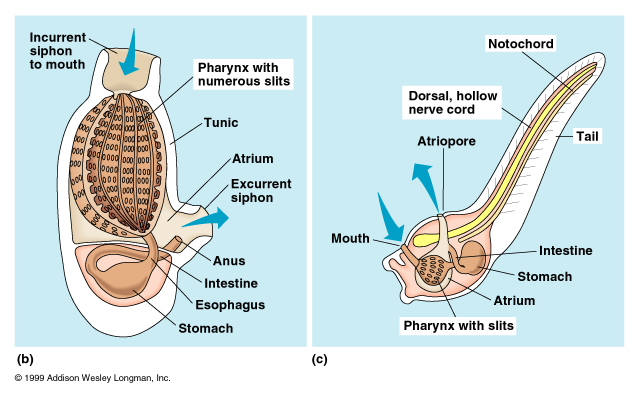 Incurrent
siphon
to mouth
Pharynx with
numerous slits
Tunic
Atrium
Excurrent
siphon
Anus
Intestine
Esophagus
Stomach
(b)
Notochord
Dorsal, hollow
nerve cord
Tail
Atriopore
Mouth
Intestine
Stomach
Atrium
Pharynx with slits
(c)
© 1999 Addison Wesley Longman, Inc.